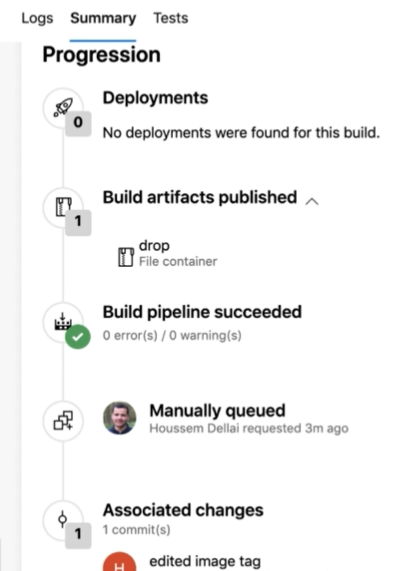 Logs Summary Tests
Progression
Deployments
0
No deployments were found for this build.
Build artifacts published
1
drop
File container
Build pipeline succeeded
0 error(s) / 0 warning(s)
Manually queued
Houssem Dellai requested 3m ago
Associated changes
1 commit(s)
1
edited image tag
H